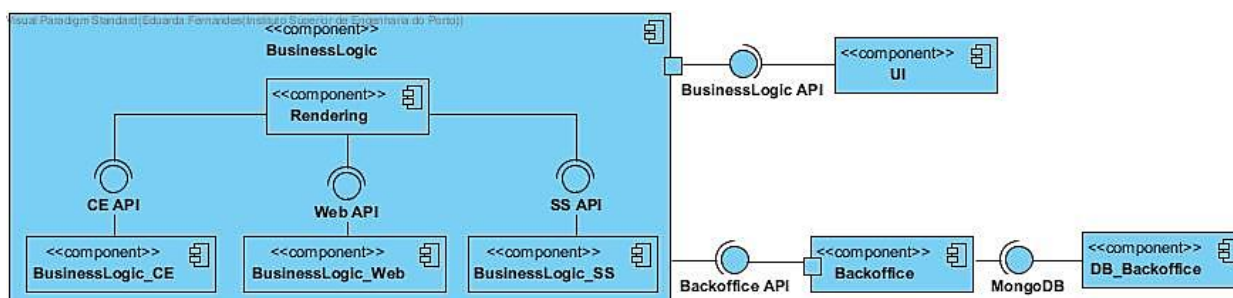 Visual Paradigm Standard(Eduarda Fernandes(Instituto Superior de Engenharia do Porto))
<<component>>
BusinessLogic
<<component>>
Rendering
CE API
Web API
SS API
<<component>>
BusinessLogic_CE
<<component>>
BusinessLogic_Web
<<component>>
BusinessLogic_SS
BusinessLogic API
<<component>>
UI
Backoffice API
<<component>>
Backoffice
MongoDB
<<component>>
DB_Backoffice